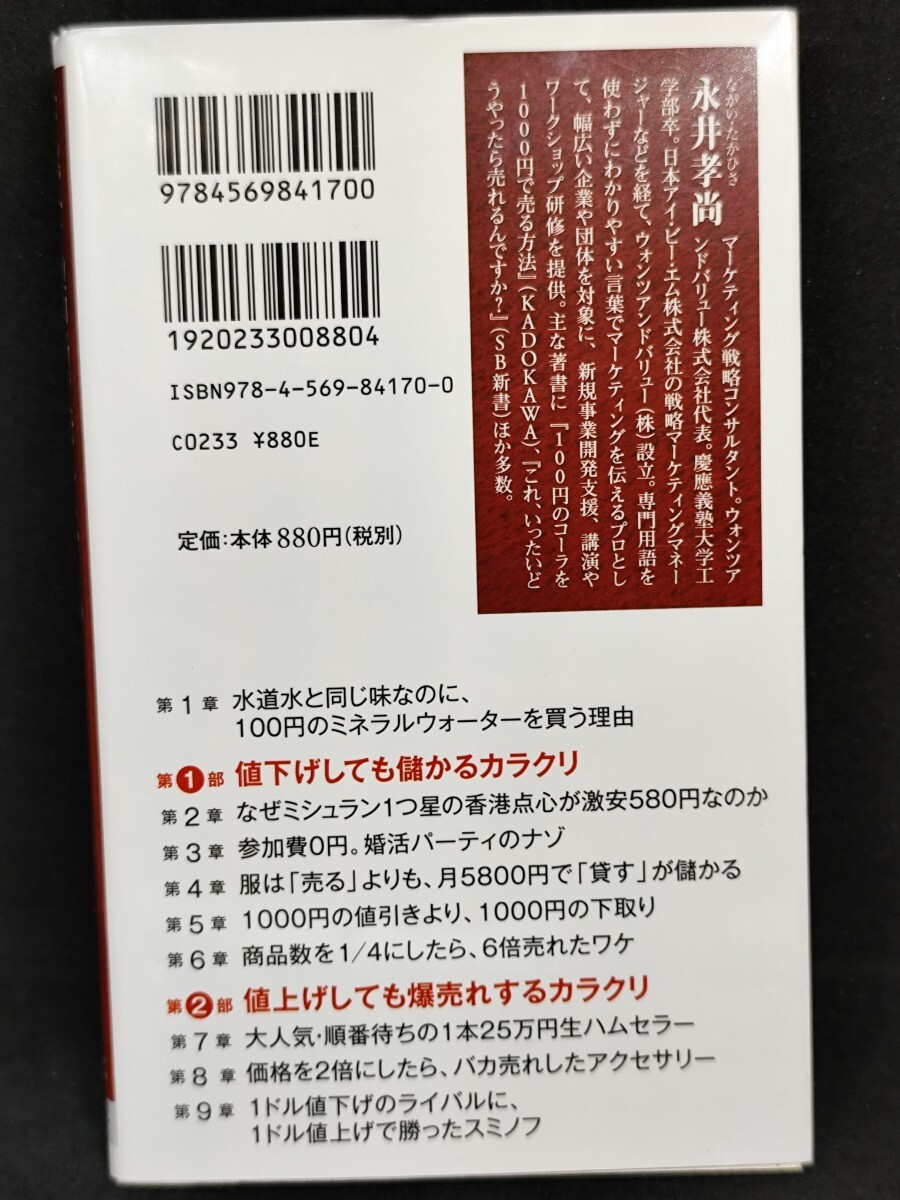 9784569841700
1920233008804
ISBN978-4-569-84170-0
C0233 ¥880E
定価:本体880円(税別)
ながいたかひさ
永井孝尚
マーケティング戦略コンサルタント。ウォンツア
ンドバリュー株式会社代表。慶應義塾大学工
学部卒。日本アイ・ビー・エム株式会社の戦略マーケティングマネー
ジャーなどを経て、ウォンツアンドバリュー(株)設立。専門用語を
使わずにわかりやすい言葉でマーケティングを伝えるプロとし
て、幅広い企業や団体を対象に、新規事業開発支援、講演や
ワークショップ研修を提供。主な著書に『100円のコーラを
1000円で売る方法』(KADOKAWA)、『これ、いったいど
うやったら売れるんですか?』(SB新書)ほか多数。
第1章 水道水と同じ味なのに、
100円のミネラルウォーターを買う理由
第1部 値下げしても儲かるカラクリ
第2章 なぜミシュラン1つ星の香港点心が激安580円なのか
第3章 参加費0円。婚活パーティのナゾ
第4章 服は「売る」よりも、月5800円で「貸す」が儲かる
第5章 1000円の値引きより、1000円の下取り
第6章 商品数を1/4にしたら、6倍売れたワケ
第2部 値上げしても爆売れするカラクリ
第7章 大人気・順番待ちの1本25万円生ハムセラー
第8章 価格を2倍にしたら、バカ売れしたアクセサリー
第9章 1ドル値下げのライバルに、
1ドル値上げで勝ったスミノフ